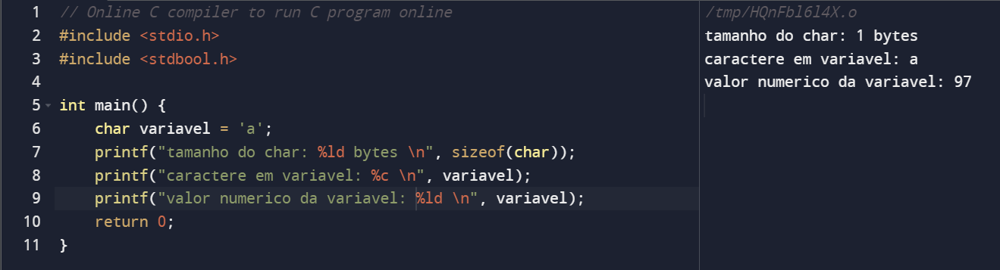 1 // Online C compiler to run C program online
2 #include <stdio.h>
3 #include <stdbool.h>
4
5 int main() {
6     char variavel = 'a';
7     printf("tamanho do char: %ld bytes \n", sizeof(char));
8     printf("caractere em variavel: %c \n", variavel);
9     printf("valor numerico da variavel: %ld \n", variavel);
10     return 0;
11 }
/tmp/HQnFbl6l4X.o
tamanho do char: 1 bytes
caractere em variavel: a
valor numerico da variavel: 97